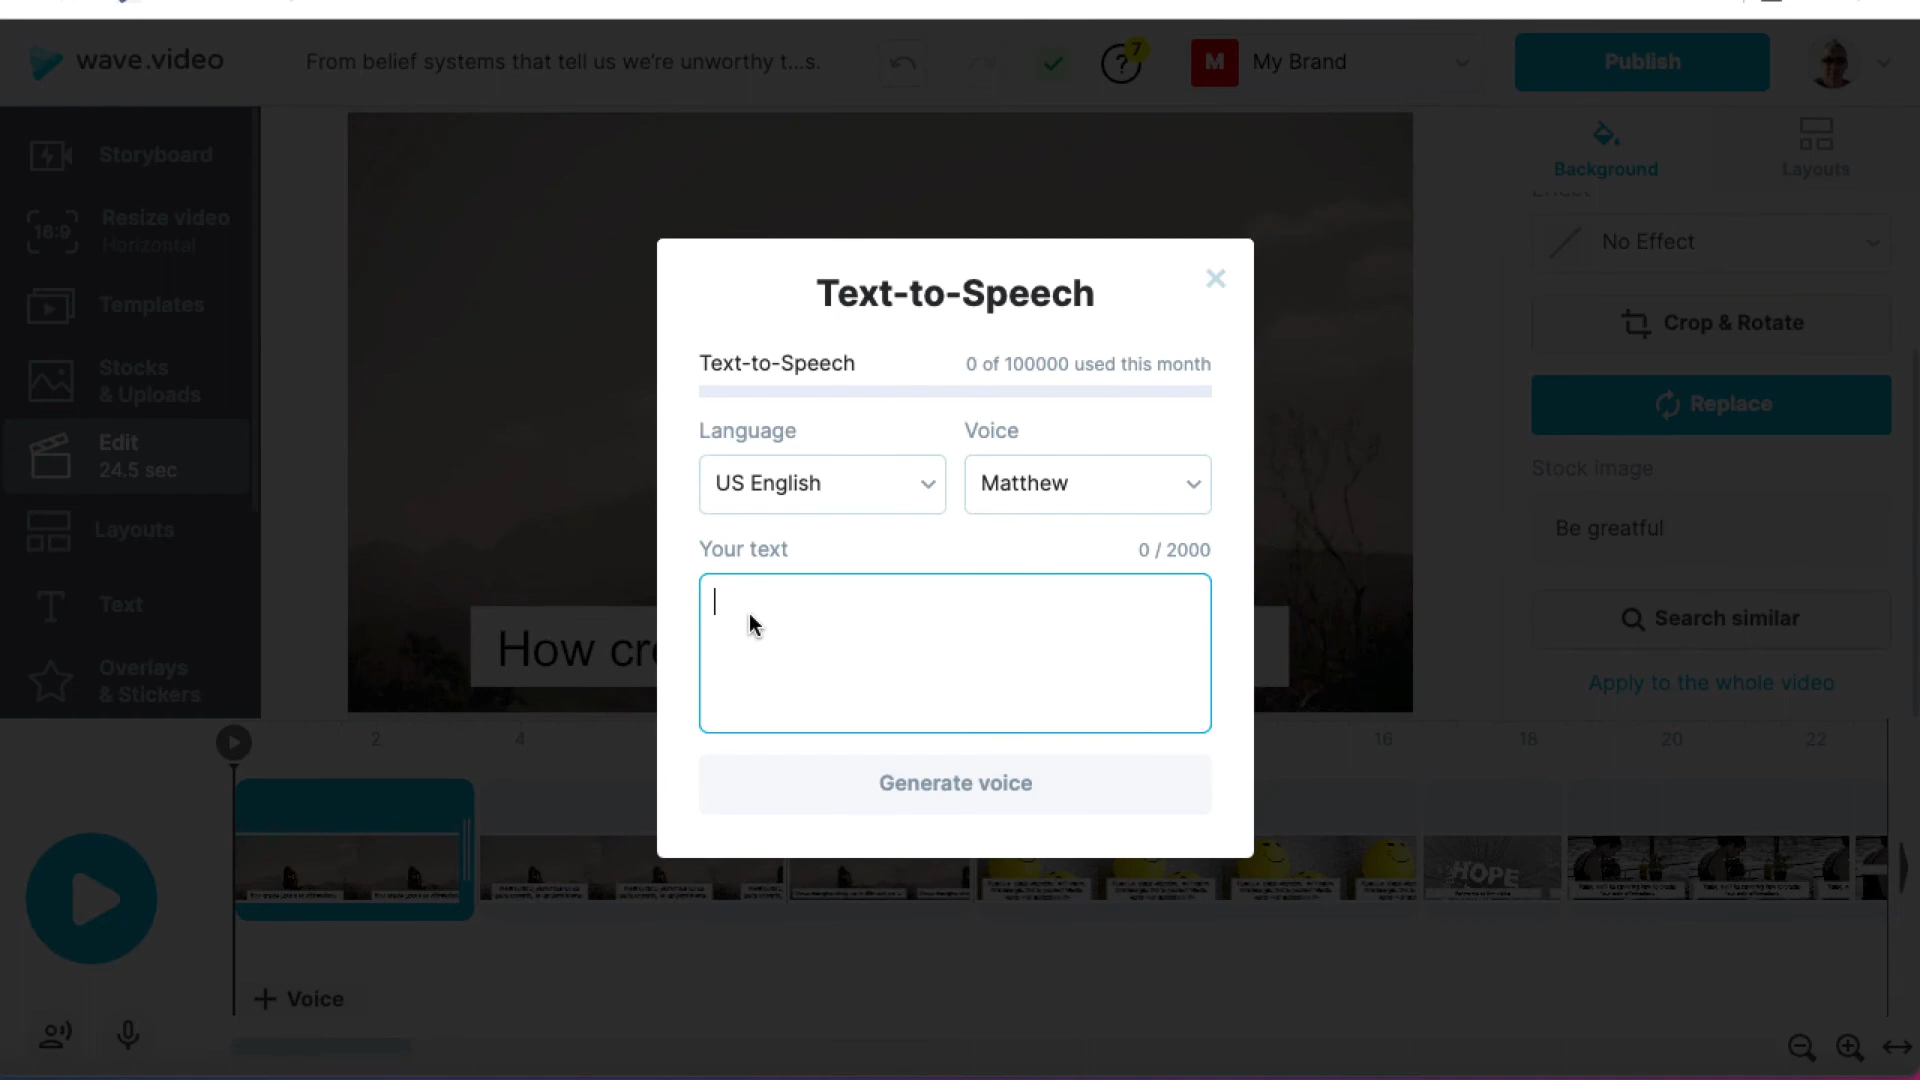 wave.video
From belief systems that tell us we're unworthy t...s.
7
?
M
My Brand
Publish
Storyboard
16:9
Resize video
Horizontal
Templates
Stocks
& Uploads
Edit
24.5 sec
Layouts
Text
Overlays
& Stickers
How cr
Text-to-Speech
Text-to-Speech
0 of 100000 used this month
Language
Voice
US English
Matthew
Your text
0 / 2000
Generate voice
Background
Layouts
Effect
No Effect
Crop & Rotate
Replace
Stock image
Be greatful
Search similar
Apply to the whole video
2
4
16
18
20
22
HOPE
+ Voice